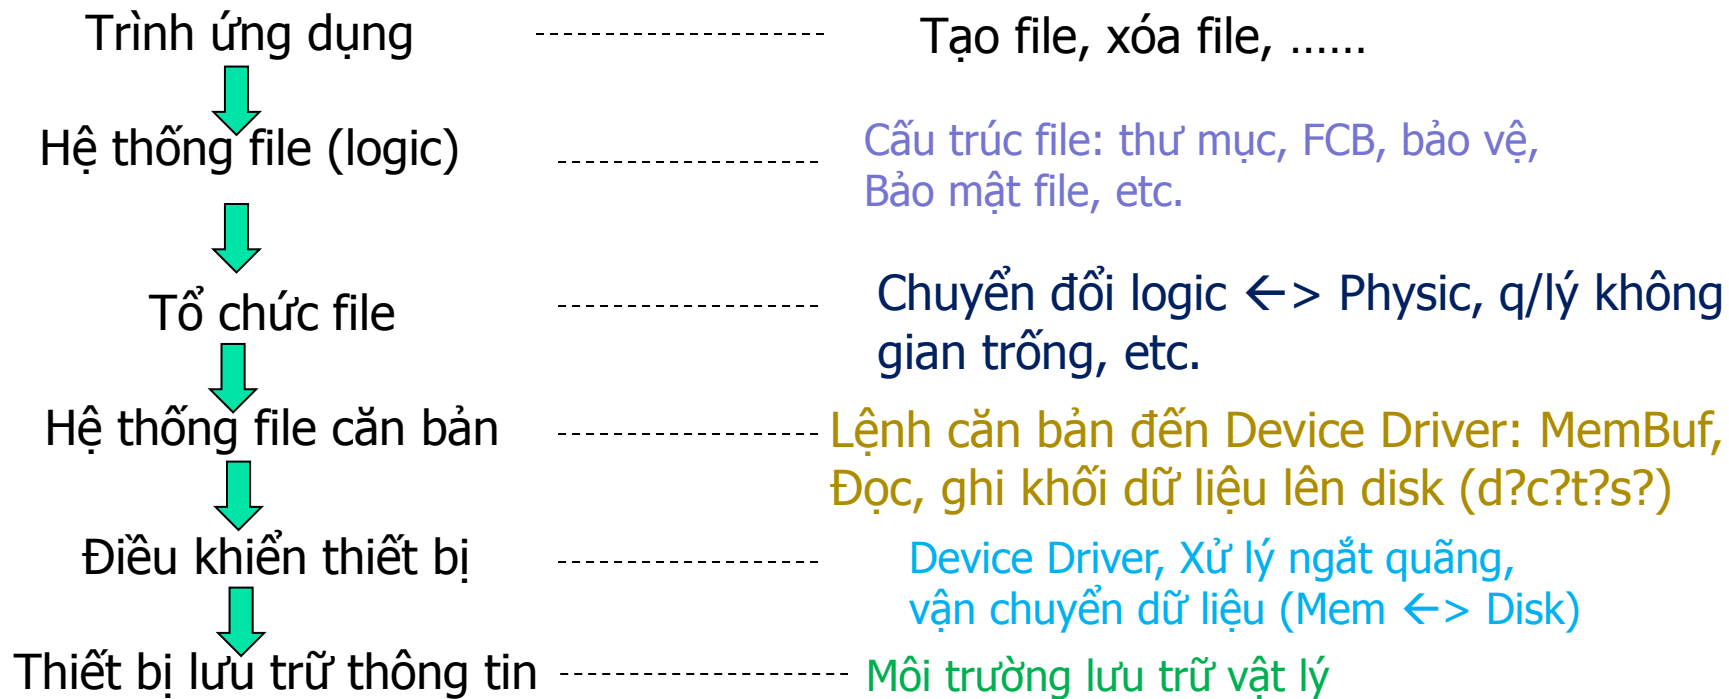 Trình ứng dụng
Tạo file, xóa file, ......
Hệ thống file (logic)
Cấu trúc file: thư mục, FCB, bảo vệ,
Bảo mật file, etc.
Tổ chức file
Chuyển đổi logic ←> Physic, q/lý không
gian trống, etc.
Hệ thống file căn bản
Lệnh căn bản đến Device Driver: MemBuf,
Đọc, ghi khối dữ liệu lên disk (d?c?t?s?)
Điều khiển thiết bị
Device Driver, Xử lý ngắt quãng,
vận chuyển dữ liệu (Mem ←> Disk)
Thiết bị lưu trữ thông tin
Môi trường lưu trữ vật lý